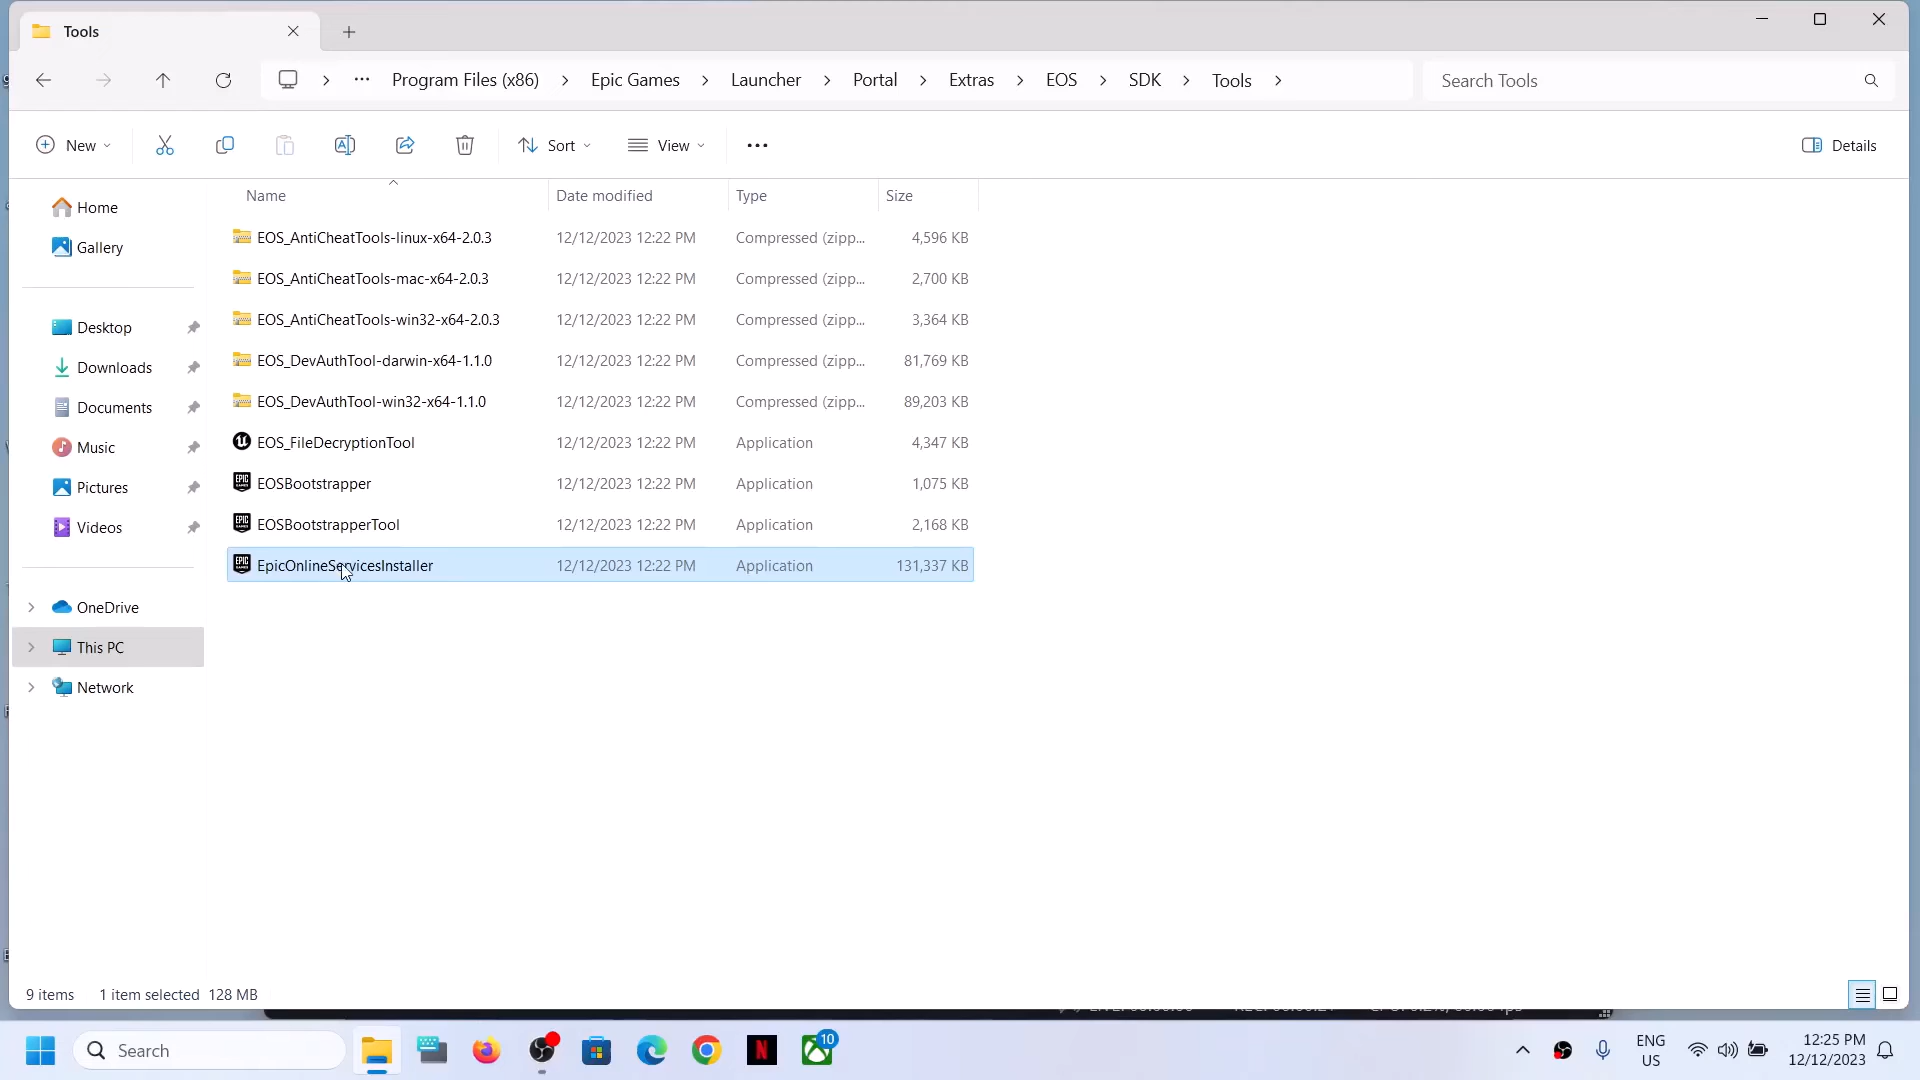 Tools
Program Files (x86) > Epic Games > Launcher > Portal > Extras > EOS > SDK > Tools >
Search Tools
New
Sort
View
Details
Name Date modified Type Size
Home
Gallery
Desktop
Downloads
Documents
Music
Pictures
Videos
OneDrive
This PC
Network
EOS_AntiCheatTools-linux-x64-2.0.3 12/12/2023 12:22 PM Compressed (zipp... 4,596 KB
EOS_AntiCheatTools-mac-x64-2.0.3 12/12/2023 12:22 PM Compressed (zipp... 2,700 KB
EOS_AntiCheatTools-win32-x64-2.0.3 12/12/2023 12:22 PM Compressed (zipp... 3,364 KB
EOS_DevAuthTool-darwin-x64-1.1.0 12/12/2023 12:22 PM Compressed (zipp... 81,769 KB
EOS_DevAuthTool-win32-x64-1.1.0 12/12/2023 12:22 PM Compressed (zipp... 89,203 KB
EOS_FileDecryptionTool 12/12/2023 12:22 PM Application 4,347 KB
EOSBootstrapper 12/12/2023 12:22 PM Application 1,075 KB
EOSBootstrapperTool 12/12/2023 12:22 PM Application 2,168 KB
EpicOnlineServicesInstaller 12/12/2023 12:22 PM Application 131,337 KB
9 items 1 item selected 128 MB
Search
10
ENG
US
12:25 PM
12/12/2023